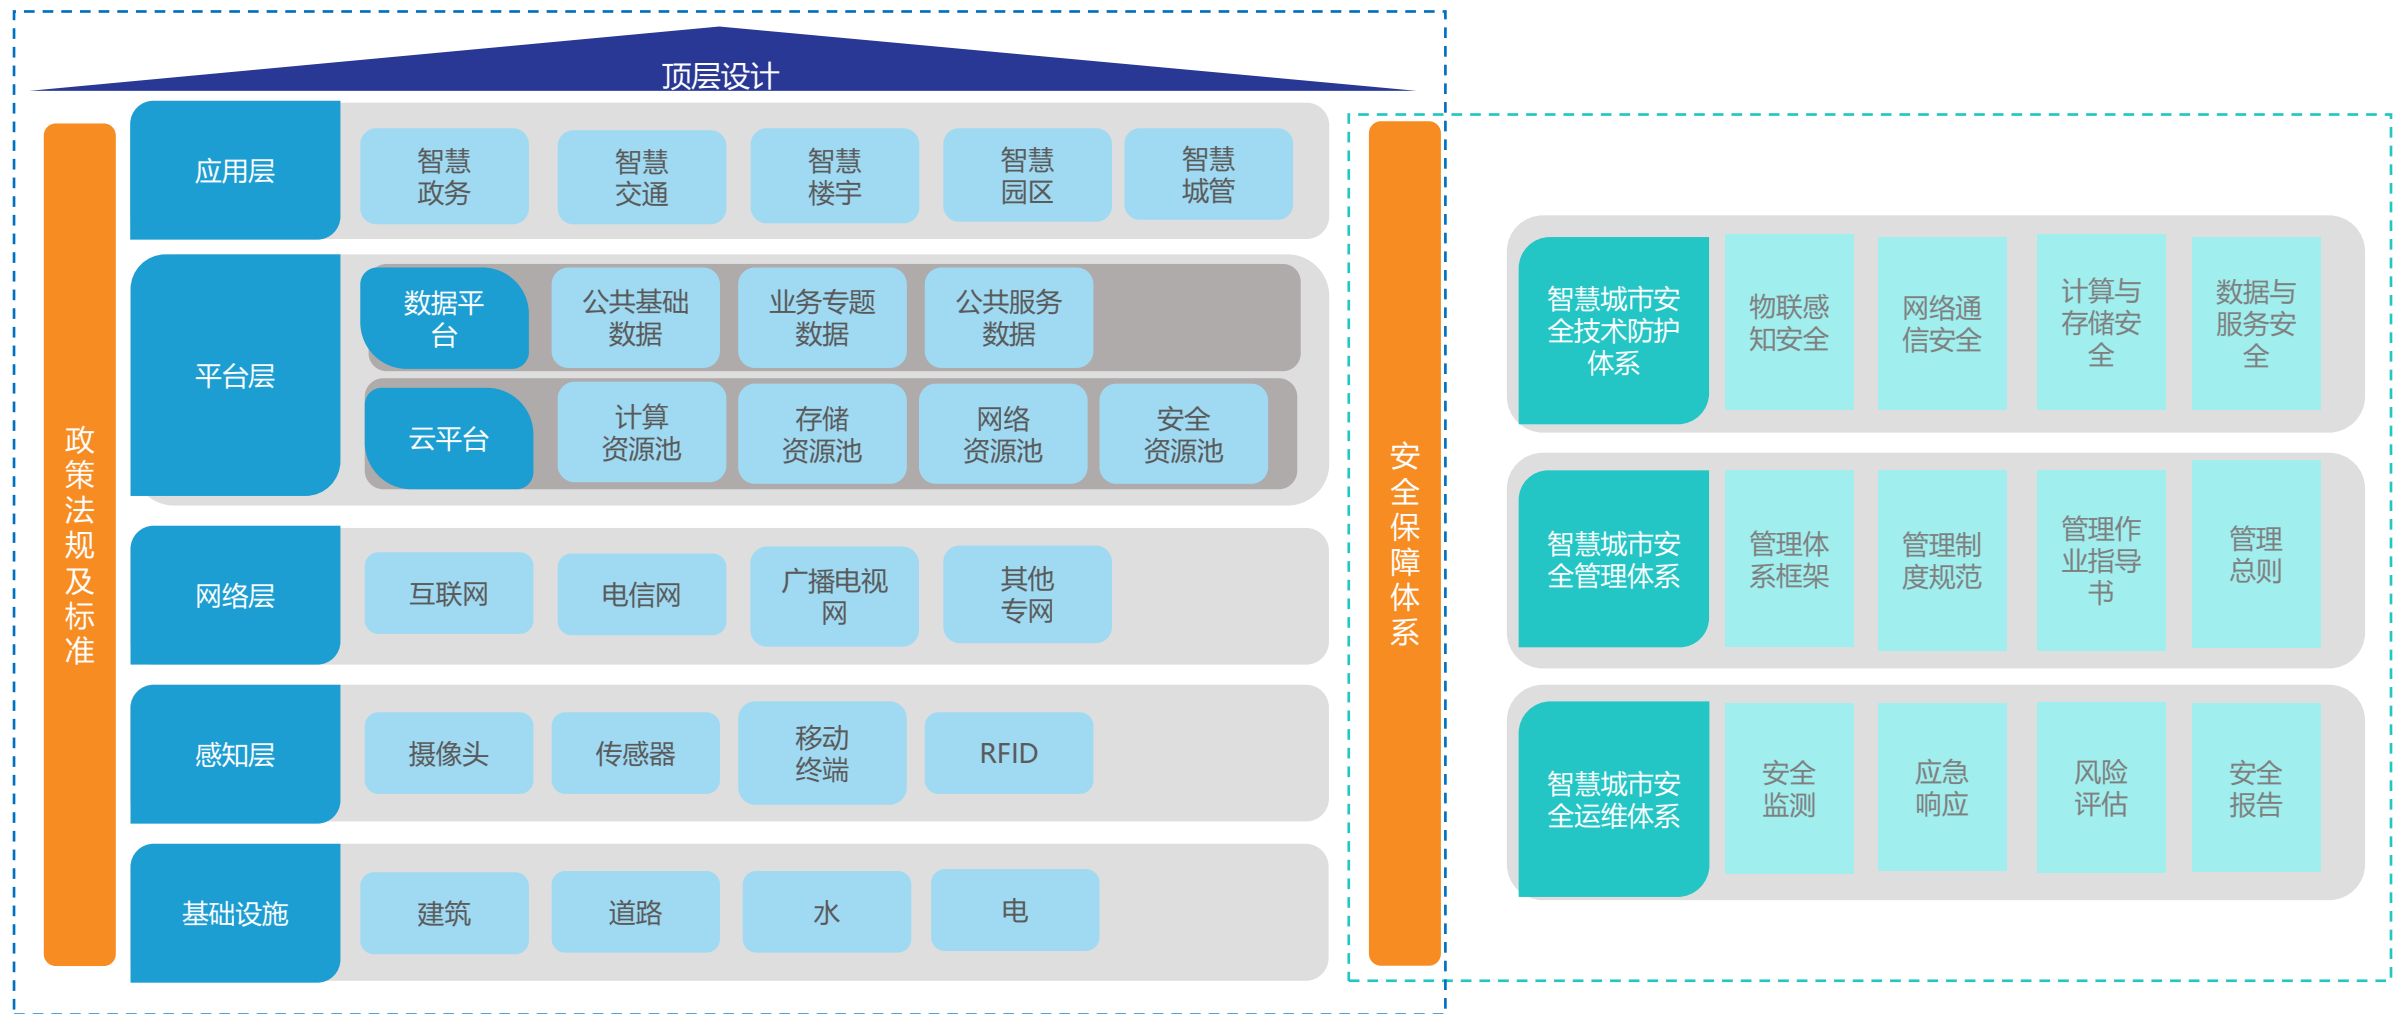 顶层设计
政
策
法
规
及
标
准
应用层
智慧
政务
智慧
交通
智慧
楼宇
智慧
园区
智慧
城管
平台层
数据平
台
公共基础
数据
业务专题
数据
公共服务
数据
云平台
计算
资源池
存储
资源池
网络
资源池
安全
资源池
网络层
互联网
电信网
广播电视
网
其他
专网
感知层
摄像头
传感器
移动
终端
RFID
基础设施
建筑
道路
水
电
安
全
保
障
体
系
智慧城市安
全技术防护
体系
物联感
知安全
网络通
信安全
计算与
存储安
全
数据与
服务安
全
智慧城市安
全管理体系
管理体
系框架
管理制
度规范
管理作
业指导
书
管理
总则
智慧城市安
全运维体系
安全
监测
应急
响应
风险
评估
安全
报告